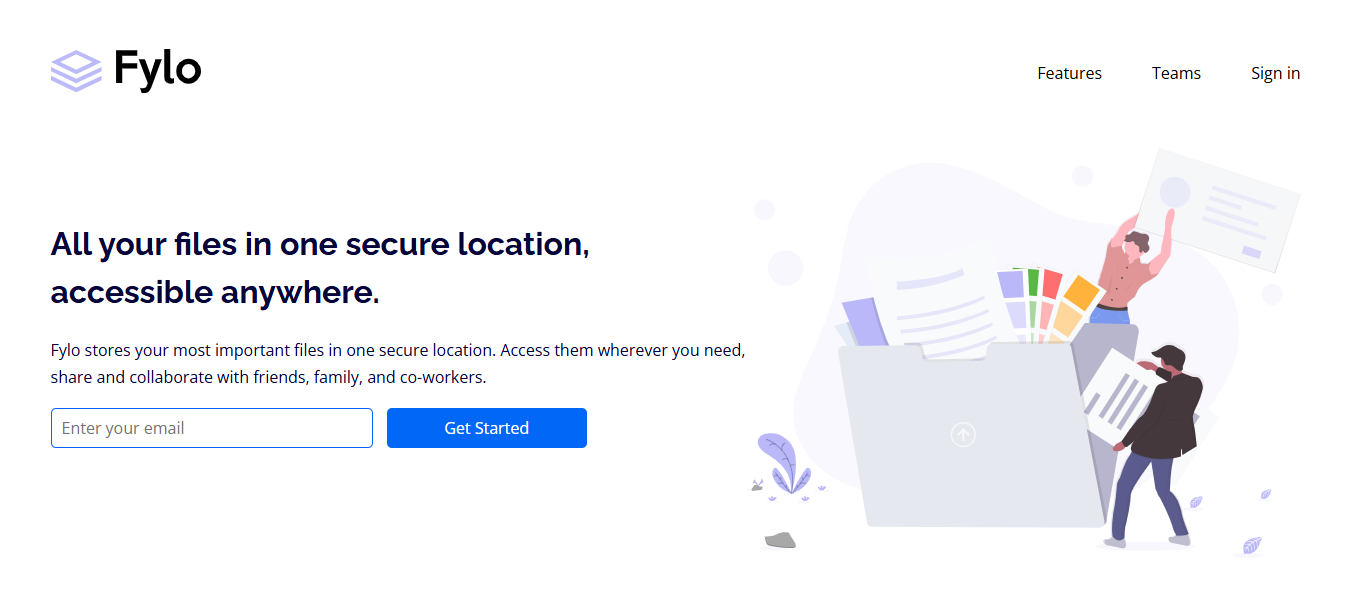 Fylo
Features
Teams
Sign in
All your files in one secure location,
accessible anywhere.
Fylo stores your most important files in one secure location. Access them wherever you need,
share and collaborate with friends, family, and co-workers.
Enter your email
Get Started